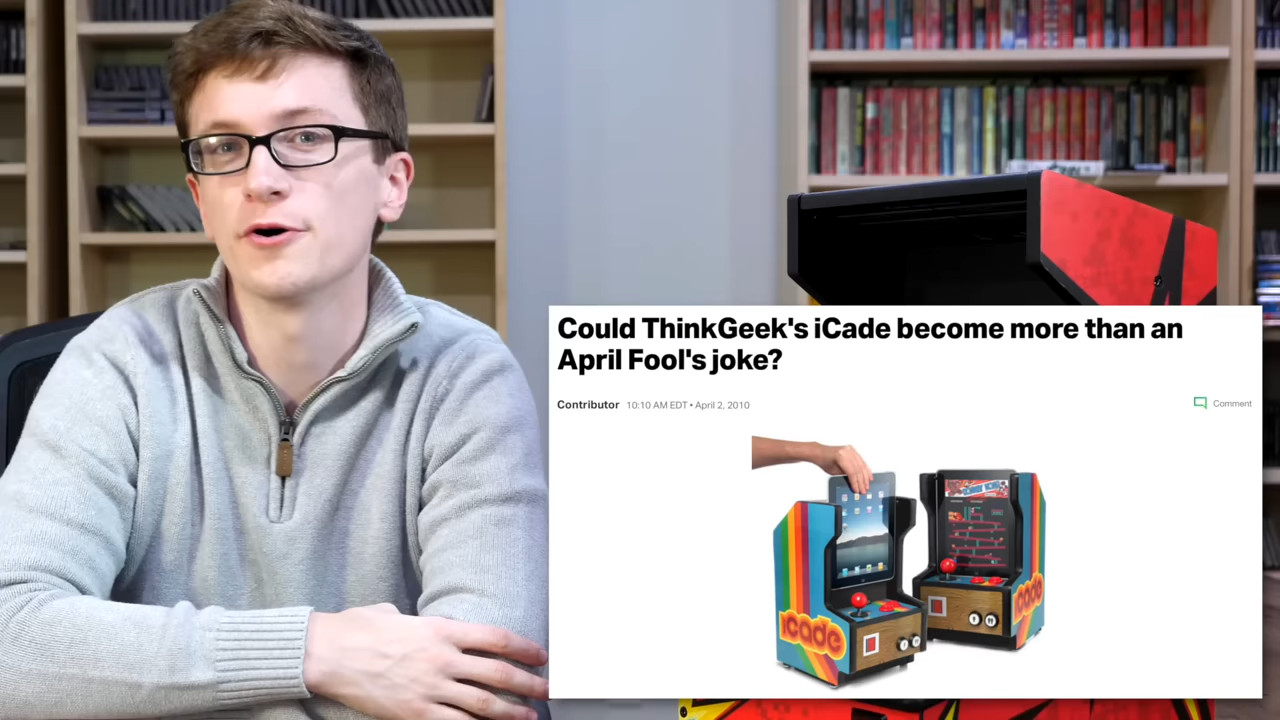 Could ThinkGeek's iCade become more than an
April Fool's joke?
Contributor 10:10 AM EDT • April 2, 2010
Comment
iCade
iCade